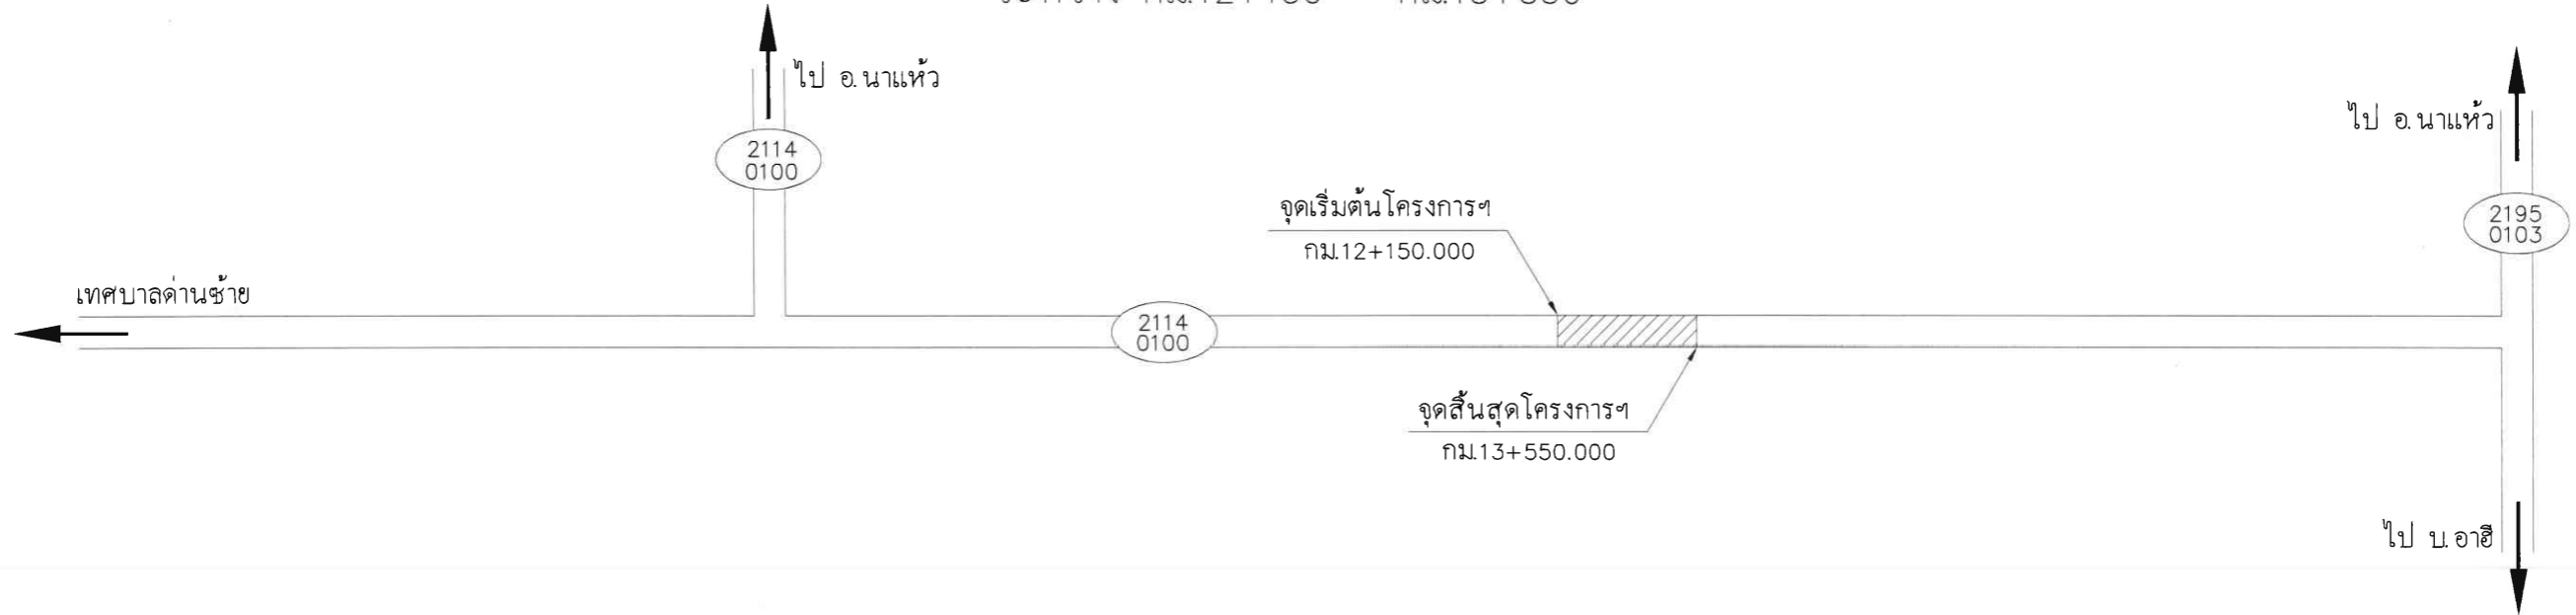 ไป อ.นาแห้ว
2114
0100
ไป อ.นาแห้ว
2195
0103
จุดเริ่มต้นโครงการฯ
กม.12+150.000
เทศบาลด่านซ้าย
2114
0100
จุดสิ้นสุดโครงการฯ
กม.13+550.000
ไป บ.อาฮี